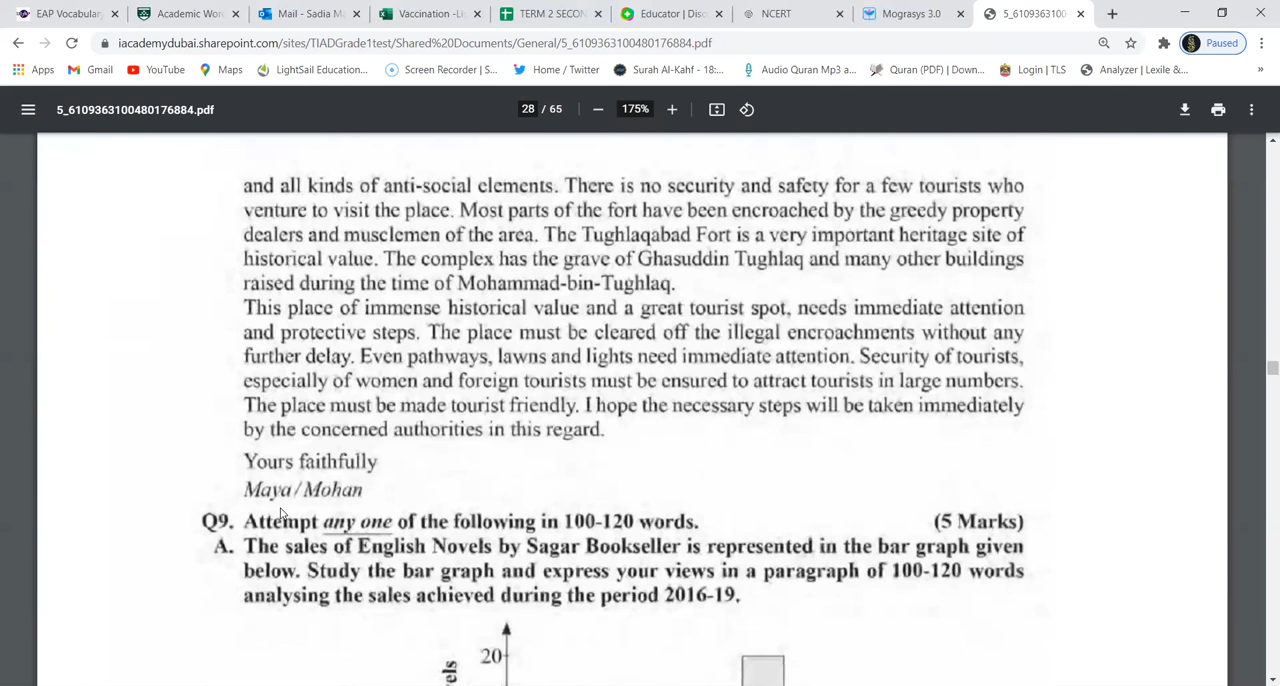 EAP Vocabulary
Academic Wor
Mail - Sadia M
Vaccination -Li
TERM 2 SECON
Educator | Disc
NCERT
Mograsys 3.0
5_6109363100
iacademydubai.sharepoint.com/sites/TIADGrade1test/Shared%20Documents/General/5_6109363100480176884.pdf
Paused
Apps
Gmail
YouTube
Maps
LightSail Education...
Screen Recorder | S...
Home / Twitter
Surah Al-Kahf - 18:...
Audio Quran Mp3 a...
Quran (PDF) | Down...
Login | TLS
Analyzer | Lexile &...
»
5_6109363100480176884.pdf
28 / 65
175%
and all kinds of anti-social elements. There is no security and safety for a few tourists who
venture to visit the place. Most parts of the fort have been encroached by the greedy property
dealers and musclemen of the area. The Tughlaqabad Fort is a very important heritage site of
historical value. The complex has the grave of Ghasuddin Tughlaq and many other buildings
raised during the time of Mohammad-bin-Tughlaq.
This place of immense historical value and a great tourist spot, needs immediate attention
and protective steps. The place must be cleared off the illegal encroachments without any
further delay. Even pathways, lawns and lights need immediate attention. Security of tourists,
especially of women and foreign tourists must be ensured to attract tourists in large numbers.
The place must be made tourist friendly. I hope the necessary steps will be taken immediately
by the concerned authorities in this regard.
Yours faithfully
Maya/Mohan
Q9. Attempt any one of the following in 100-120 words. (5 Marks)
A. The sales of English Novels by Sagar Bookseller is represented in the bar graph given
below. Study the bar graph and express your views in a paragraph of 100-120 words
analysing the sales achieved during the period 2016-19.
20
els